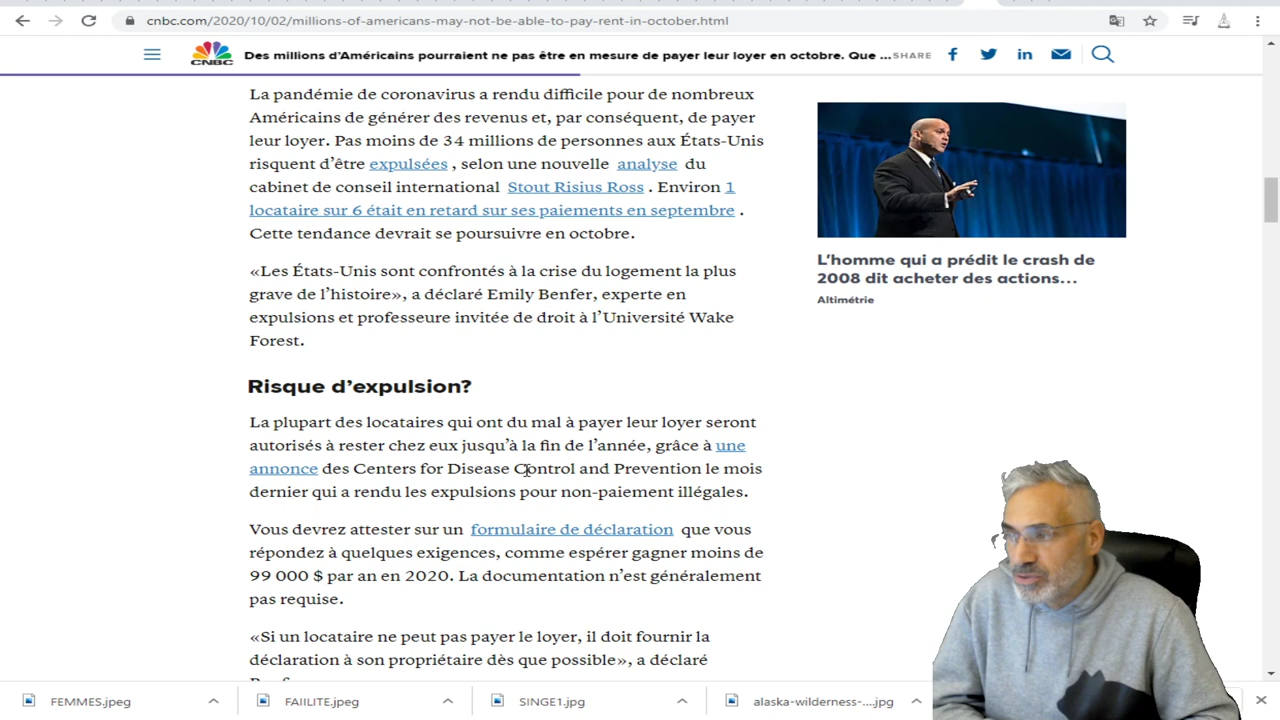 cnbc.com/2020/10/02/millions-of-americans-may-not-be-able-to-pay-rent-in-october.html
CNBC
Des millions d'Américains pourraient ne pas être en mesure de payer leur loyer en octobre. Que ... SHARE
La pandémie de coronavirus a rendu difficile pour de nombreux
Américains de générer des revenus et, par conséquent, de payer
leur loyer. Pas moins de 34 millions de personnes aux États-Unis
risquent d'être expulsées , selon une nouvelle analyse du
cabinet de conseil international Stout Risius Ross . Environ 1
locataire sur 6 était en retard sur ses paiements en septembre .
Cette tendance devrait se poursuivre en octobre.
«Les États-Unis sont confrontés à la crise du logement la plus
grave de l'histoire», a déclaré Emily Benfer, experte en
expulsions et professeure invitée de droit à l'Université Wake
Forest.
Risque d'expulsion?
La plupart des locataires qui ont du mal à payer leur loyer seront
autorisés à rester chez eux jusqu'à la fin de l'année, grâce à une
annonce des Centers for Disease Control and Prevention le mois
dernier qui a rendu les expulsions pour non-paiement illégales.
Vous devrez attester sur un formulaire de déclaration que vous
répondez à quelques exigences, comme espérer gagner moins de
99 000 $ par an en 2020. La documentation n'est généralement
pas requise.
«Si un locataire ne peut pas payer le loyer, il doit fournir la
déclaration à son propriétaire dès que possible», a déclaré
L'homme qui a prédit le crash de
2008 dit acheter des actions...
Altimétrie
FEMMES.jpeg
FAIILITE.jpeg
SINGE1.jpg
alaska-wilderness-....jpg